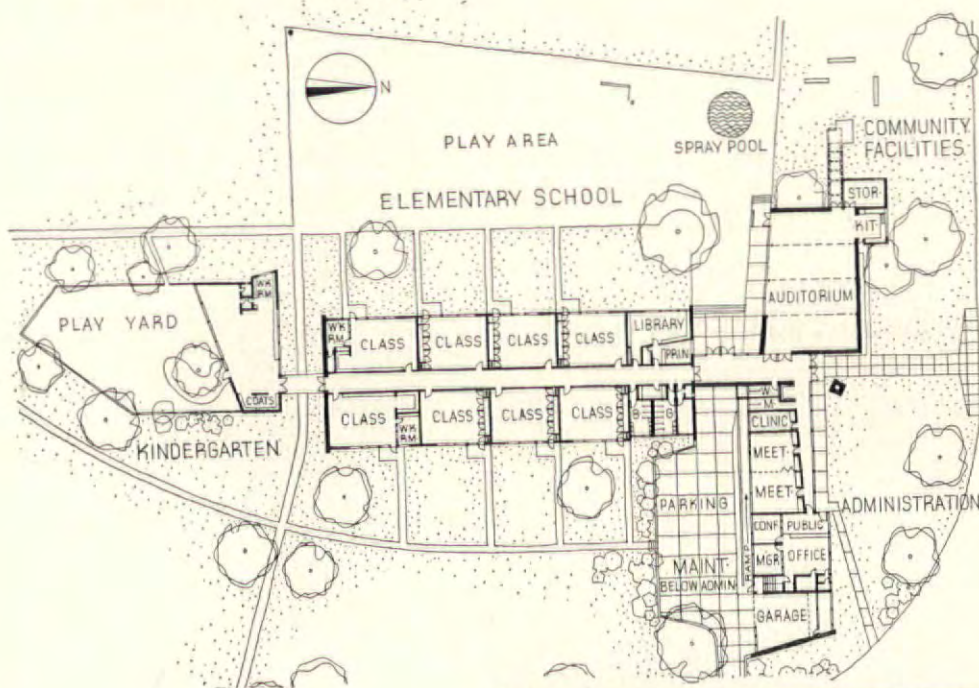 N
PLAY AREA
SPRAY POOL
COMMUNITY
FACILITIES
ELEMENTARY SCHOOL
STOR.
KIT.
WK
RM.
PLAY YARD
AUDITORIUM
WK
RM.
CLASS
CLASS
CLASS
CLASS
LIBRARY
PRIN.
COATS
CLASS
WK
RM.
CLASS
CLASS
CLASS
B
G
W.
M.
CLINIC
KINDERGARTEN
MEET.
MEET.
PARKING
ADMINISTRATION
CONF.
PUBLIC
MAINT.
BELOW ADMIN.
RAMP
MGR.
OFFICE
GARAGE